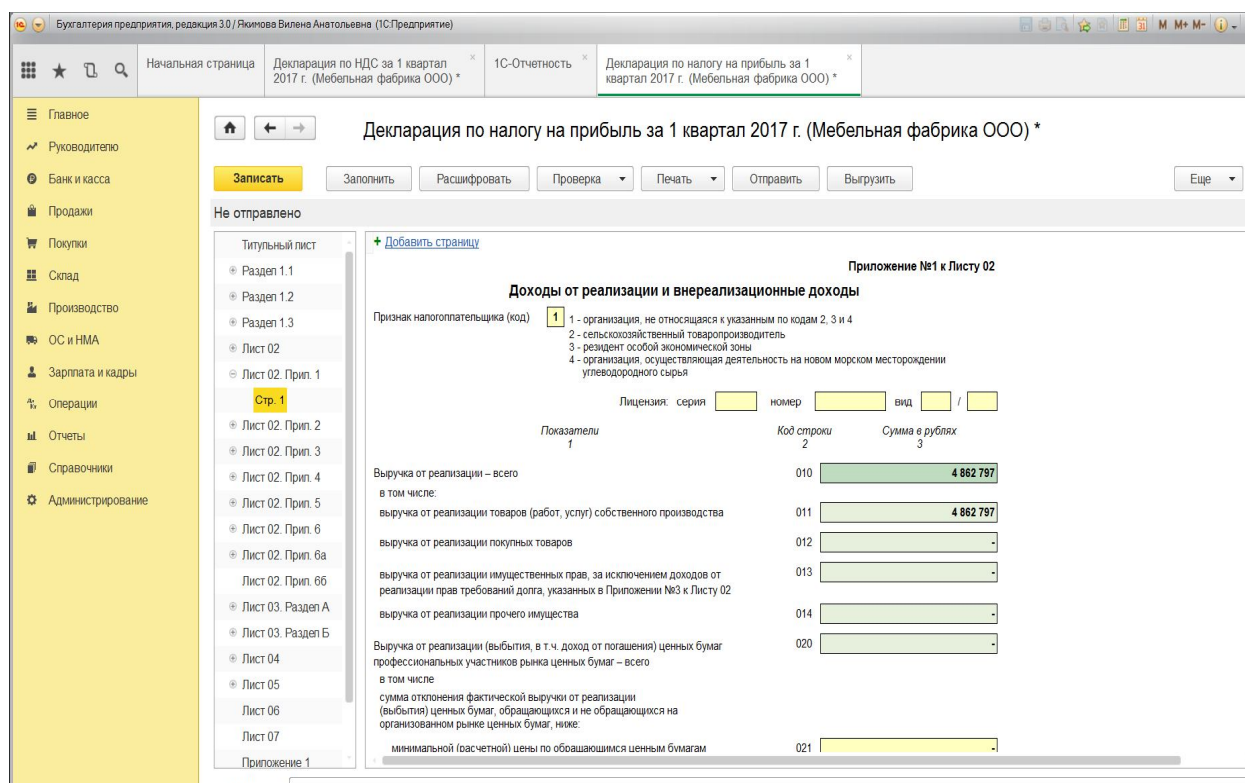 Бухгалтерия предприятия, редакция 3.0 / Якимова Вилена Анатольевна (1С:Предприятие)
M M+ M-
Начальная страница
Декларация по НДС за 1 квартал
2017 г. (Мебельная фабрика ООО) *
1С-Отчетность
Декларация по налогу на прибыль за 1
квартал 2017 г. (Мебельная фабрика ООО) *
Главное
Руководителю
Банк и касса
Продажи
Покупки
Склад
Производство
ОС и НМА
Зарплата и кадры
Операции
Отчеты
Справочники
Администрирование
Декларация по налогу на прибыль за 1 квартал 2017 г. (Мебельная фабрика ООО) *
Записать
Заполнить
Расшифровать
Проверка
Печать
Отправить
Выгрузить
Еще
Не отправлено
Титульный лист
Раздел 1.1
Раздел 1.2
Раздел 1.3
Лист 02
Лист 02. Прил. 1
Стр. 1
Лист 02. Прил. 2
Лист 02. Прил. 3
Лист 02. Прил. 4
Лист 02. Прил. 5
Лист 02. Прил. 6
Лист 02. Прил. 6а
Лист 02. Прил. 6б
Лист 03. Раздел А
Лист 03. Раздел Б
Лист 04
Лист 05
Лист 06
Лист 07
Приложение 1
+ Добавить страницу
Приложение №1 к Листу 02
Доходы от реализации и внереализационные доходы
Признак налогоплательщика (код) 1 1 - организация, не относящаяся к указанным по кодам 2, 3 и 4
2 - сельскохозяйственный товаропроизводитель
3 - резидент особой экономической зоны
4 - организация, осуществляющая деятельность на новом морском месторождении
углеводородного сырья
Лицензия: серия номер вид /
Показатели Код строки Сумма в рублях
1 2 3
Выручка от реализации – всего 010 4 862 797
в том числе:
выручка от реализации товаров (работ, услуг) собственного производства 011 4 862 797
выручка от реализации покупных товаров 012 -
выручка от реализации имущественных прав, за исключением доходов от 013 -
реализации прав требований долга, указанных в Приложении №3 к Листу 02
выручка от реализации прочего имущества 014 -
Выручка от реализации (выбытия, в т.ч. доход от погашения) ценных бумаг 020 -
профессиональных участников рынка ценных бумаг – всего
в том числе
сумма отклонения фактической выручки от реализации
(выбытия) ценных бумаг, обращающихся и не обращающихся на
организованном рынке ценных бумаг, ниже:
минимальной (расчетной) цены по обращающимся ценным бумагам 021 -